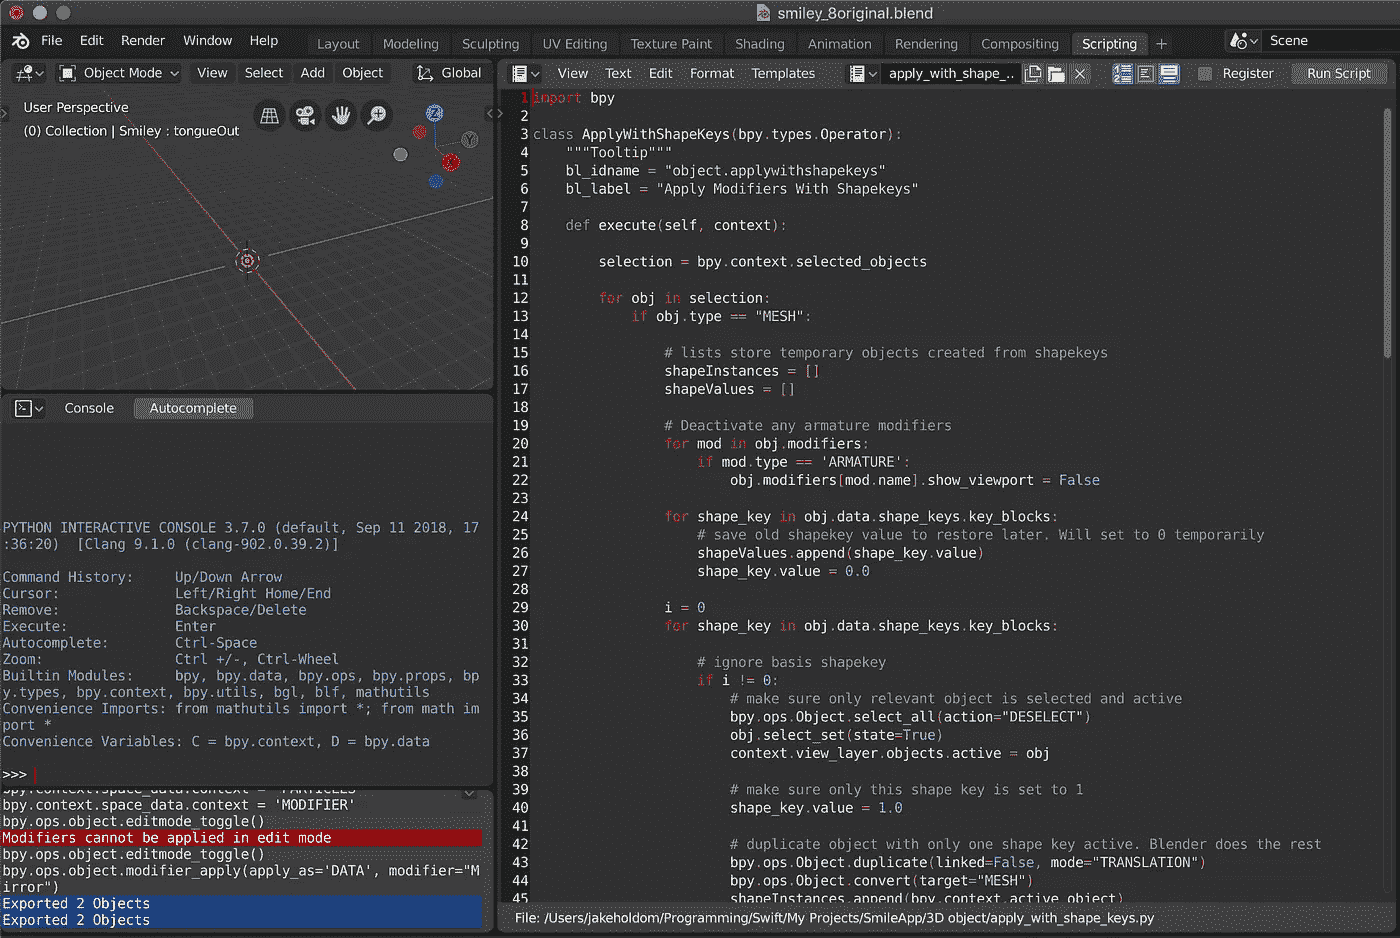 smiley_8original.blend
File Edit Render Window Help
Layout Modeling Sculpting UV Editing Texture Paint Shading Animation Rendering Compositing Scripting +
Scene
Object Mode View Select Add Object Global
View Text Edit Format Templates apply_with_shape_.. Register Run Script
User Perspective
(0) Collection | Smiley : tongueOut
Z
Y
Console Autocomplete
PYTHON INTERACTIVE CONSOLE 3.7.0 (default, Sep 11 2018, 17
:36:20)  [Clang 9.1.0 (clang-902.0.39.2)]
Command History:     Up/Down Arrow
Cursor:              Left/Right Home/End
Remove:              Backspace/Delete
Execute:             Enter
Autocomplete:        Ctrl-Space
Zoom:                Ctrl +/-, Ctrl-Wheel
Builtin Modules:     bpy, bpy.data, bpy.ops, bpy.props, bp
y.types, bpy.context, bpy.utils, bgl, blf, mathutils
Convenience Imports: from mathutils import *; from math im
port *
Convenience Variables: C = bpy.context, D = bpy.data
>>>
bpy.context.space_data.context = 'PARTICLES'
bpy.context.space_data.context = 'MODIFIER'
bpy.ops.object.editmode_toggle()
Modifiers cannot be applied in edit mode
bpy.ops.object.editmode_toggle()
bpy.ops.object.modifier_apply(apply_as='DATA', modifier="M
irror")
Exported 2 Objects
Exported 2 Objects
1 import bpy
2
3 class ApplyWithShapeKeys(bpy.types.Operator):
4     """Tooltip"""
5     bl_idname = "object.applywithshapekeys"
6     bl_label = "Apply Modifiers With Shapekeys"
7
8     def execute(self, context):
9
10         selection = bpy.context.selected_objects
11
12         for obj in selection:
13             if obj.type == "MESH":
14
15                 # lists store temporary objects created from shapekeys
16                 shapeInstances = []
17                 shapeValues = []
18
19                 # Deactivate any armature modifiers
20                 for mod in obj.modifiers:
21                     if mod.type == 'ARMATURE':
22                         obj.modifiers[mod.name].show_viewport = False
23
24                 for shape_key in obj.data.shape_keys.key_blocks:
25                     # save old shapekey value to restore later. Will set to 0 temporarily
26                     shapeValues.append(shape_key.value)
27                     shape_key.value = 0.0
28
29                 i = 0
30                 for shape_key in obj.data.shape_keys.key_blocks:
31
32                     # ignore basis shapekey
33                     if i != 0:
34                         # make sure only relevant object is selected and active
35                         bpy.ops.Object.select_all(action="DESELECT")
36                         obj.select_set(state=True)
37                         context.view_layer.objects.active = obj
38
39                         # make sure only this shape key is set to 1
40                         shape_key.value = 1.0
41
42                         # duplicate object with only one shape key active. Blender does the rest
43                         bpy.ops.Object.duplicate(linked=False, mode="TRANSLATION")
44                         bpy.ops.Object.convert(target="MESH")
45                         shapeInstances.append(bpy.context.active_object)
File: /Users/jakeholdom/Programming/Swift/My Projects/SmileApp/3D object/apply_with_shape_keys.py